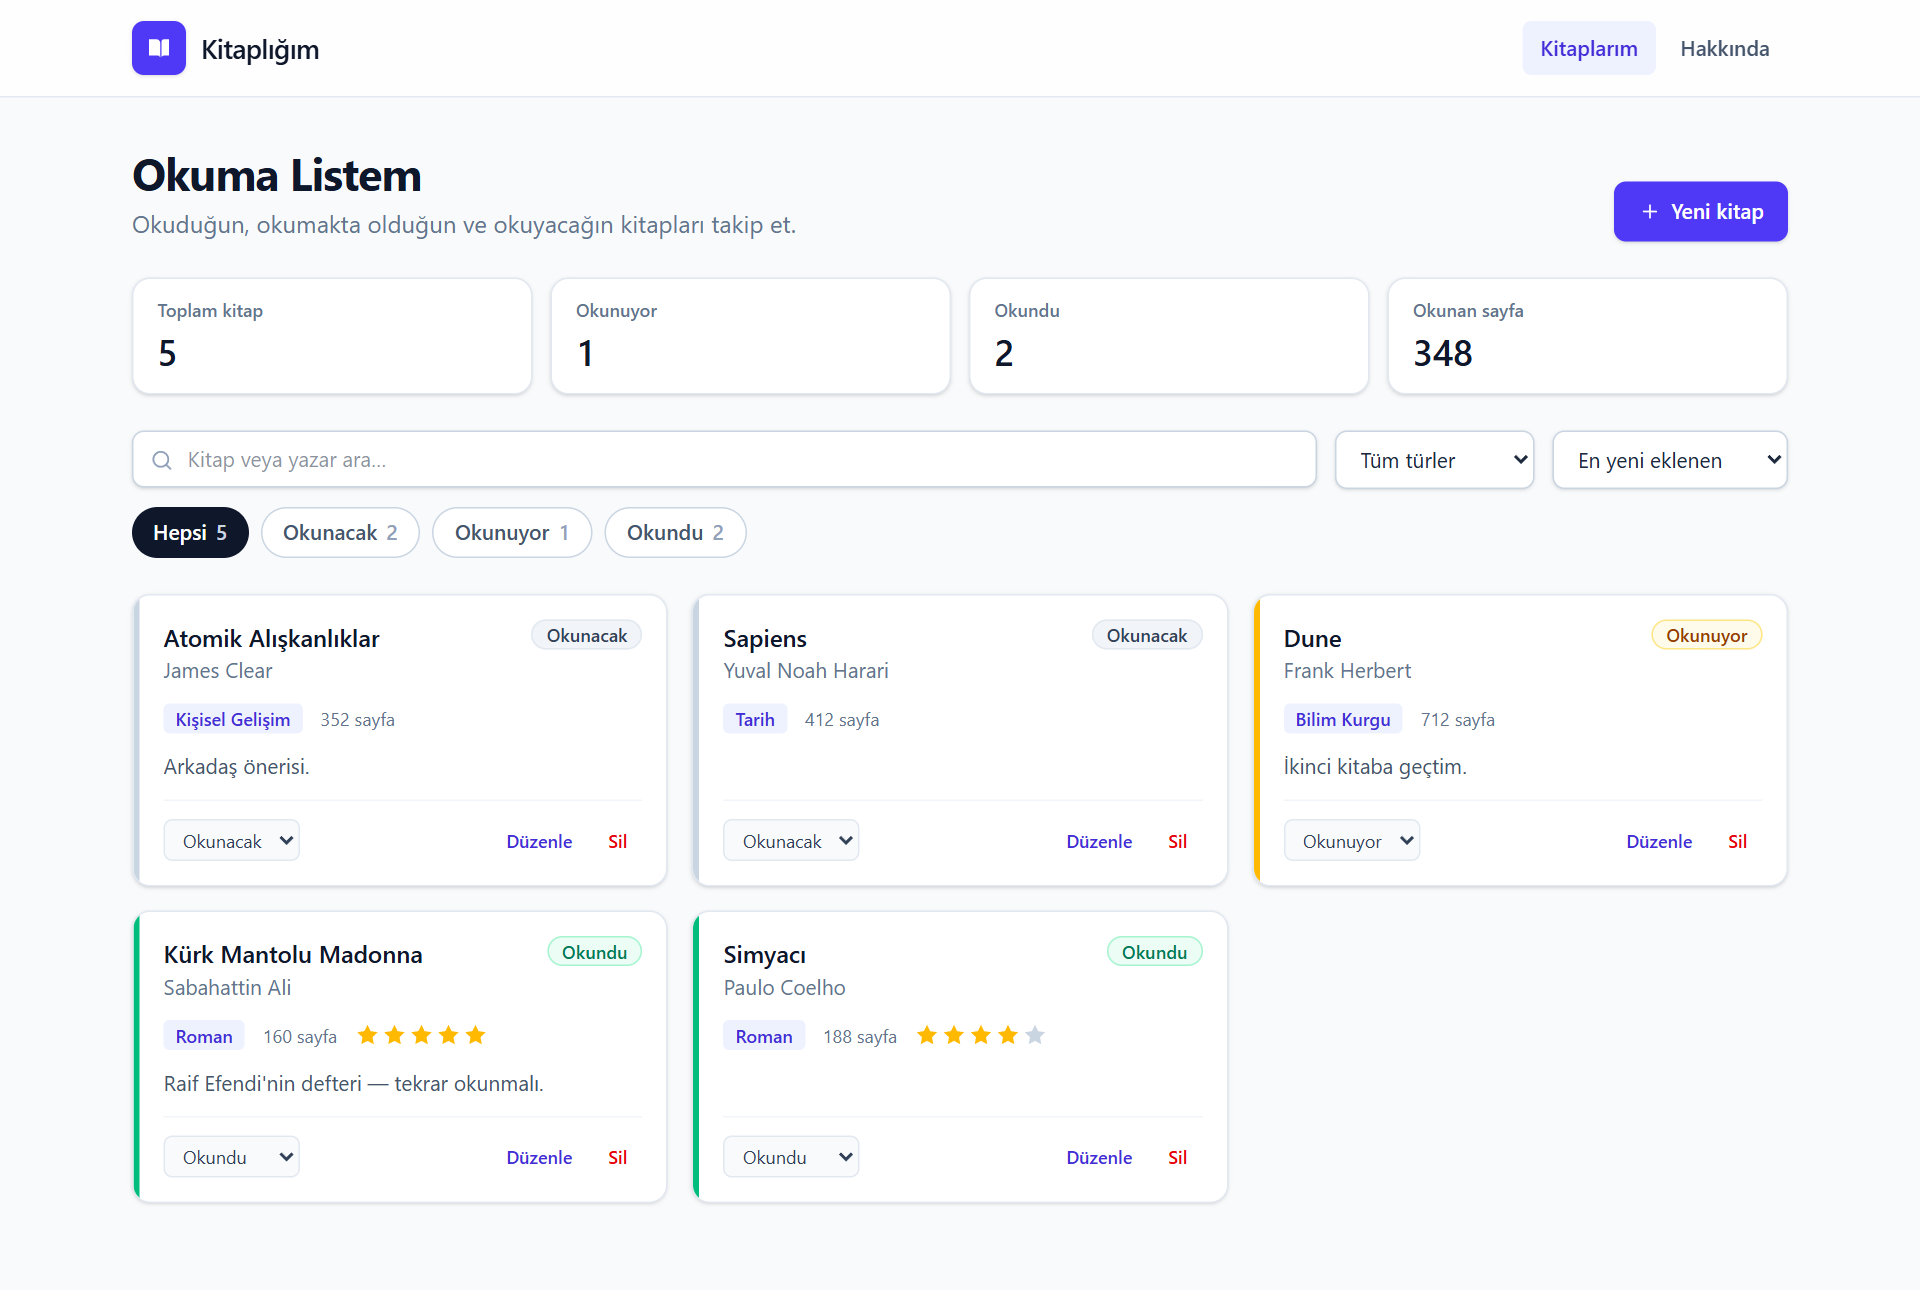 Kitaplığım
Kitaplarım
Hakkında
Okuma Listem
Okuduğun, okumakta olduğun ve okuyacağın kitapları takip et.
+ Yeni kitap
Toplam kitap
5
Okunuyor
1
Okundu
2
Okunan sayfa
348
Kitap veya yazar ara...
Tüm türler
En yeni eklenen
Hepsi 5
Okunacak 2
Okunuyor 1
Okundu 2
Atomik Alışkanlıklar
Okunacak
James Clear
Kişisel Gelişim 352 sayfa
Arkadaş önerisi.
Okunacak
Düzenle
Sil
Sapiens
Okunacak
Yuval Noah Harari
Tarih 412 sayfa
Okunacak
Düzenle
Sil
Dune
Okunuyor
Frank Herbert
Bilim Kurgu 712 sayfa
İkinci kitaba geçtim.
Okunuyor
Düzenle
Sil
Kürk Mantolu Madonna
Okundu
Sabahattin Ali
Roman 160 sayfa
Raif Efendi'nin defteri — tekrar okunmalı.
Okundu
Düzenle
Sil
Simyacı
Okundu
Paulo Coelho
Roman 188 sayfa
Okundu
Düzenle
Sil